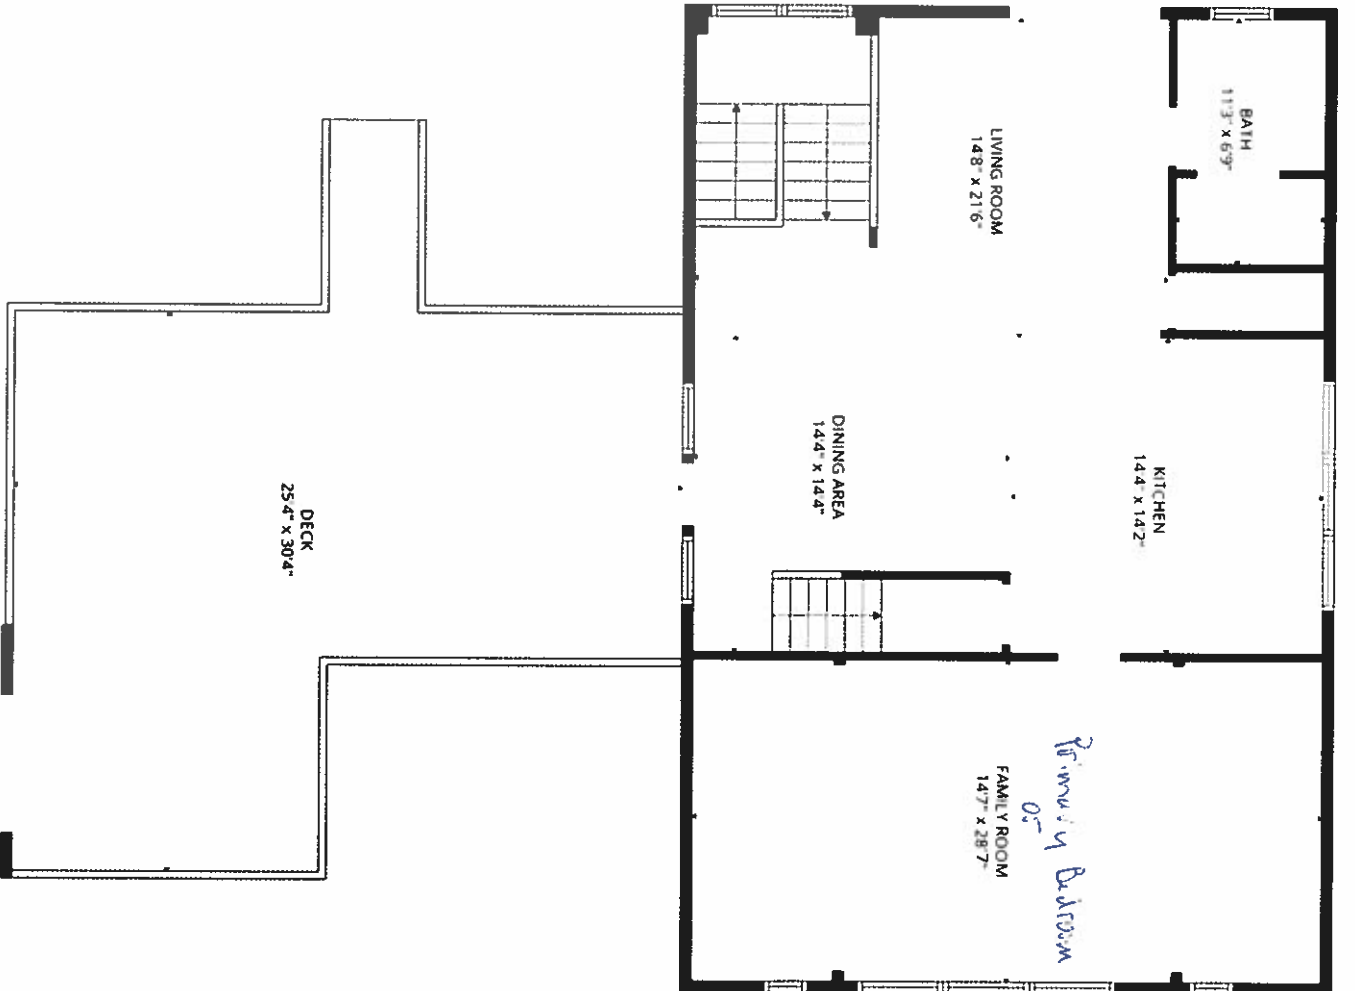 BATH
11'3" x 6'9"
LIVING ROOM
14'8" x 21'6"
KITCHEN
14'4" x 14'2"
DINING AREA
14'4" x 14'4"
DECK
25'4" x 30'4"
Primary Bedroom
or
FAMILY ROOM
14'7" x 28'7"